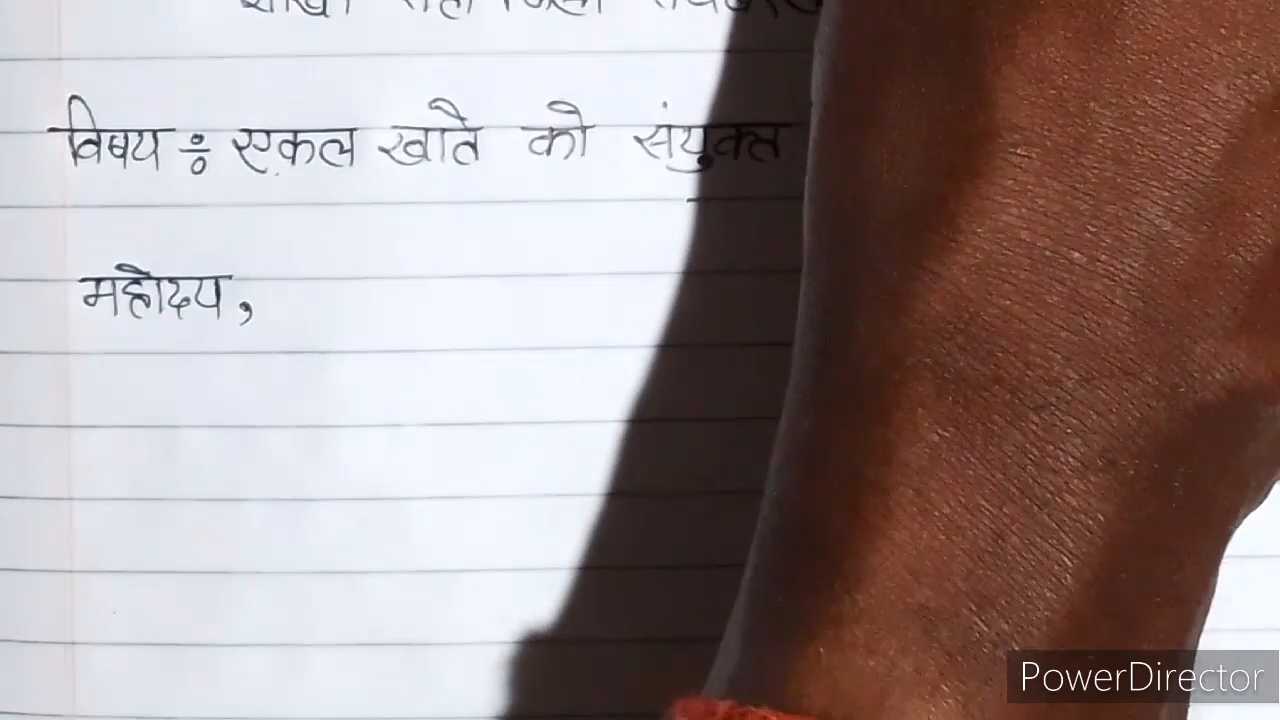 विषय ÷ एकल खाते को संयुक्त
महोदय,
PowerDirector